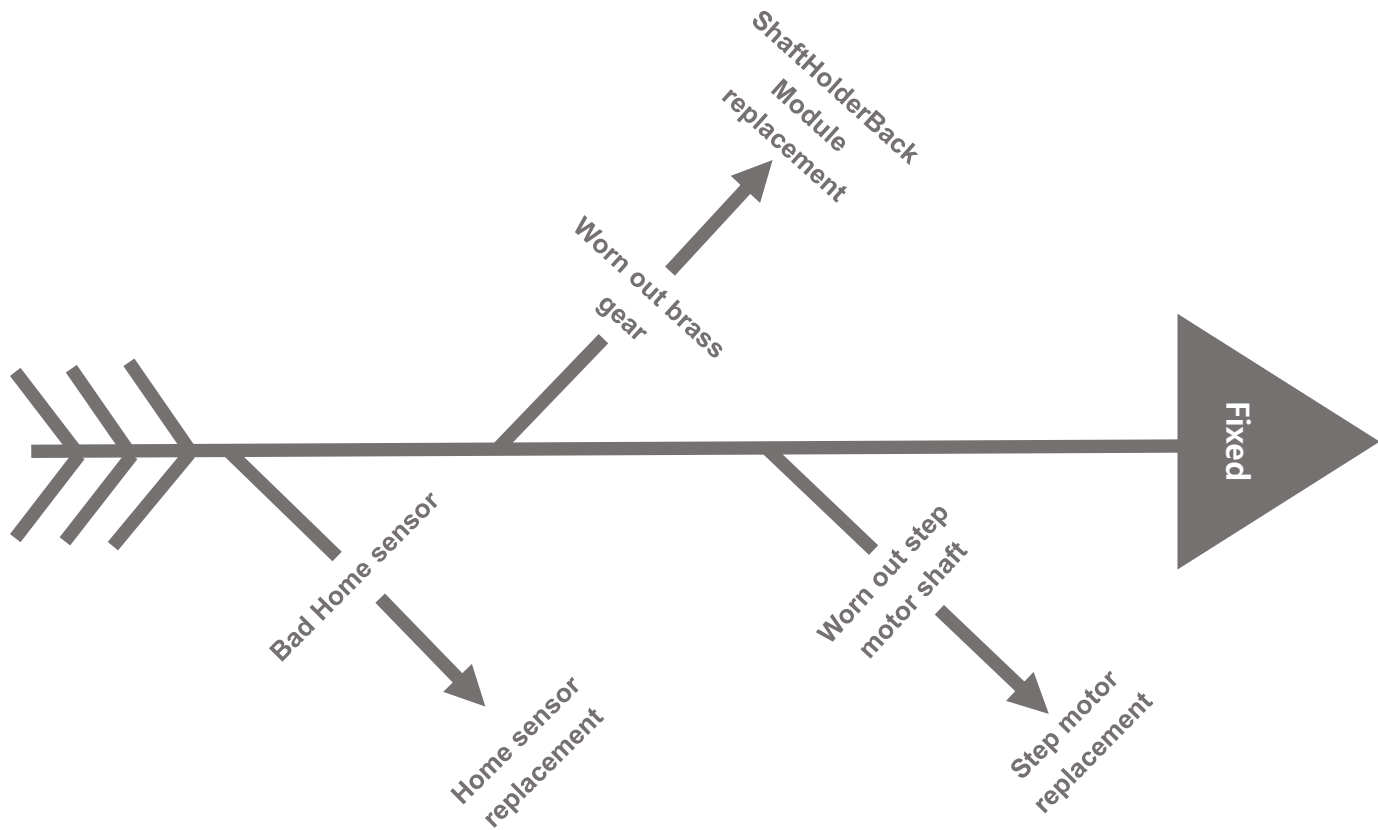 ShaftHolderBack
Module
replacement
Worn out brass
gear
Fixed
Bad Home sensor
Home sensor
replacement
Worn out step
motor shaft
Step motor
replacement